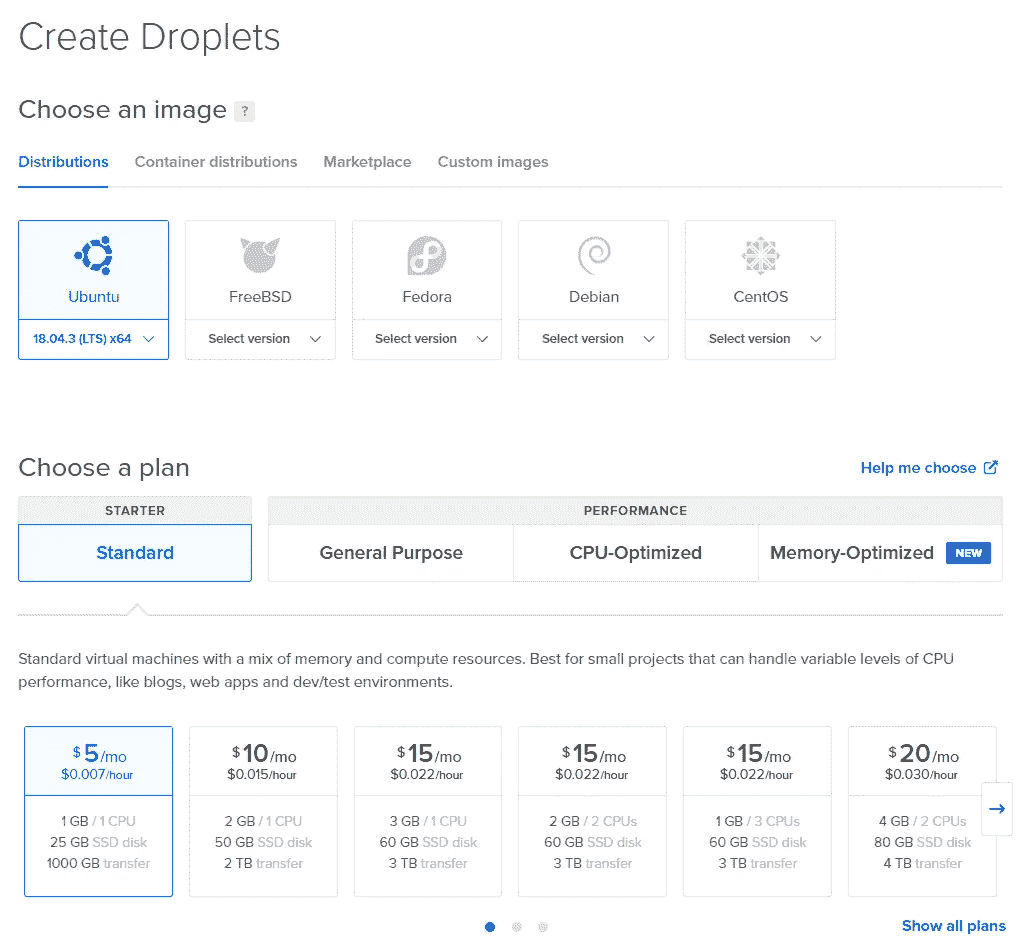 Create Droplets
Choose an image ?
Distributions Container distributions Marketplace Custom images
Ubuntu FreeBSD Fedora Debian CentOS
18.04.3 (LTS) x64 Select version Select version Select version Select version
Choose a plan Help me choose
STARTER PERFORMANCE
Standard General Purpose CPU-Optimized Memory-Optimized NEW
Standard virtual machines with a mix of memory and compute resources. Best for small projects that can handle variable levels of CPU
performance, like blogs, web apps and dev/test environments.
$5/mo $10/mo $15/mo $15/mo $15/mo $20/mo
$0.007/hour $0.015/hour $0.022/hour $0.022/hour $0.022/hour $0.030/hour
1 GB / 1 CPU 2 GB / 1 CPU 3 GB / 1 CPU 2 GB / 2 CPUs 1 GB / 3 CPUs 4 GB / 2 CPUs
25 GB SSD disk 50 GB SSD disk 60 GB SSD disk 60 GB SSD disk 60 GB SSD disk 80 GB SSD disk
1000 GB transfer 2 TB transfer 3 TB transfer 3 TB transfer 3 TB transfer 4 TB transfer
Show all plans